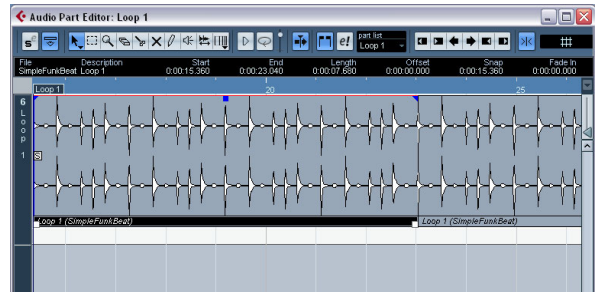 Audio Part Editor: Loop 1
part list
Loop 1
File Description Start End Length Offset Snap Fade In
SimpleFunkBeat Loop 1 0:00:15.360 0:00:23.040 0:00:07.680 0:00:00.000 0:00:15.360 0:00:00.000
Loop 1 20 25
6
L
o
o
p
1
S
Loop 1 (SimpleFunkBeat) Loop 1 (SimpleFunkBeat)